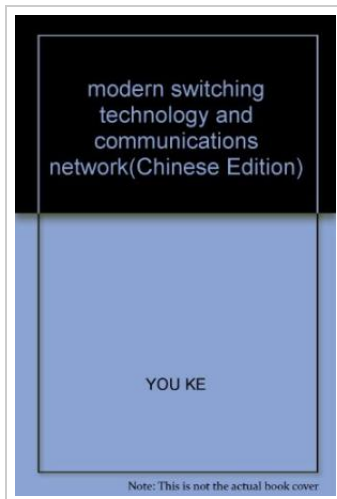 modern switching
technology and
communications
network(Chinese Edition)
YOU KE
Note: This is not the actual book cover